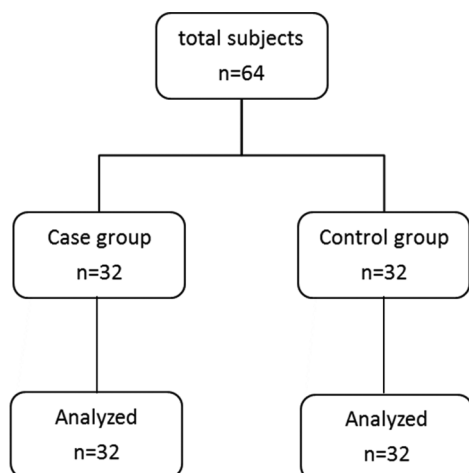 total subjects
n=64
Case group
n=32
Control group
n=32
Analyzed
n=32
Analyzed
n=32